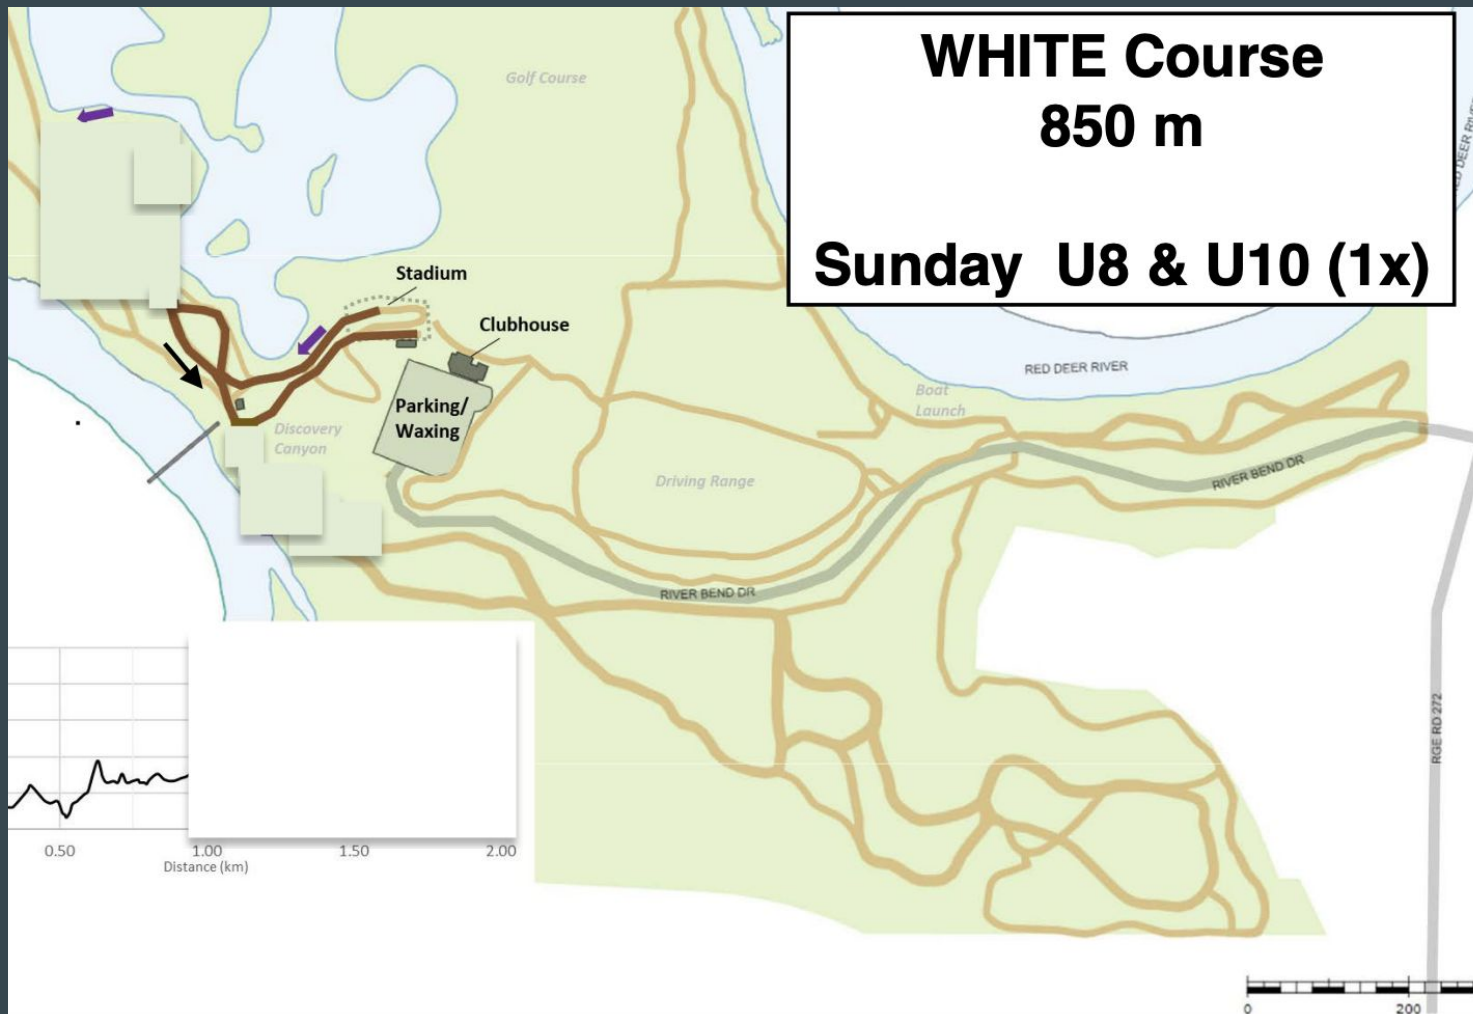 WHITE Course
850 m
Sunday U8 & U10 (1x)
Golf Course
Stadium
Clubhouse
Parking/
Waxing
Discovery
Canyon
Driving Range
Boat
Launch
RED DEER RIVER
RIVER BEND DR
RIVER BEND DR
RGE RD 272
0.50
1.00
1.50
2.00
Distance (km)
0
200